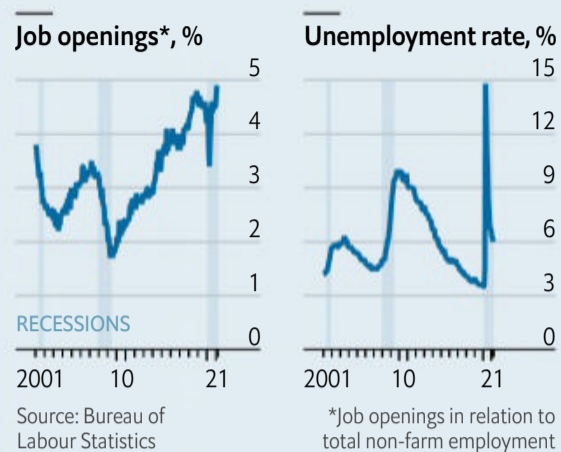 Job openings*, %
5
4
3
2
1
0
RECESSIONS
2001 10 21
Source: Bureau of
Labour Statistics
Unemployment rate, %
15
12
9
6
3
0
2001 10 21
*Job openings in relation to
total non-farm employment